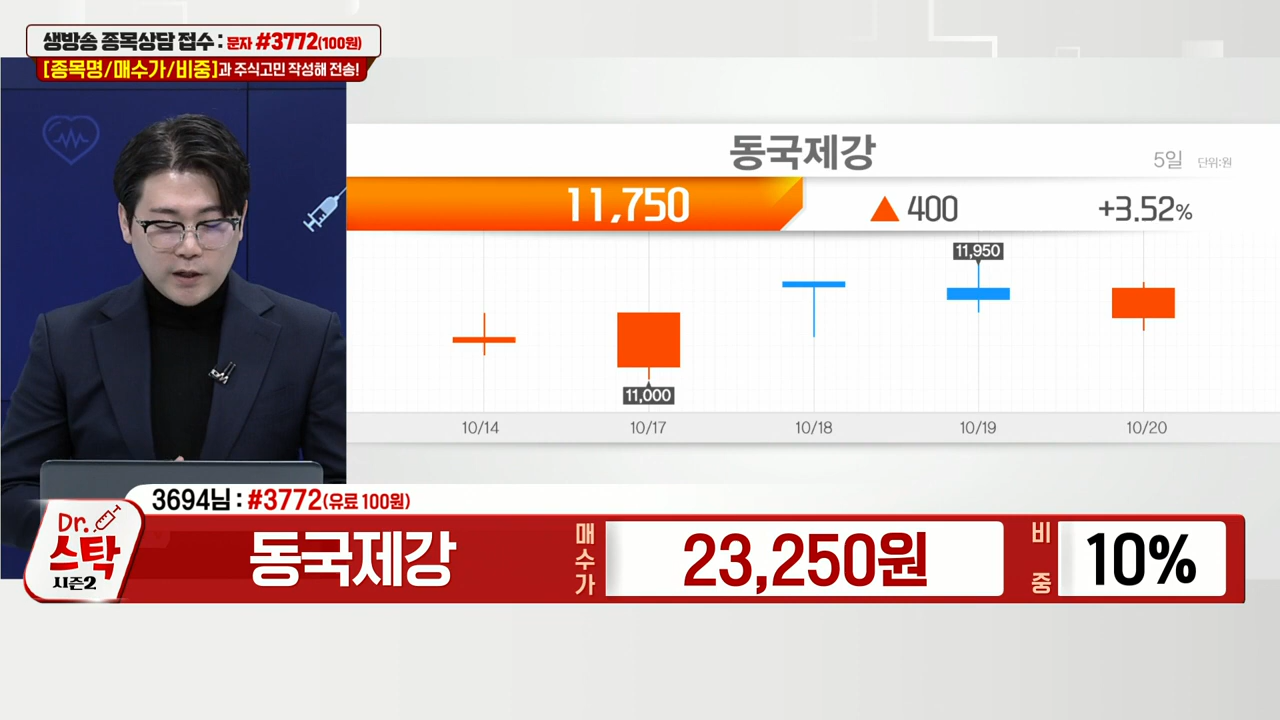 생방송 종목상담 접수 : 문자 #3772(100원)
[종목명/매수가/비중]과 주식고민 작성해 전송!
동국제강
5일 단위:원
11,750 ▲ 400 +3.52%
11,950
11,000
10/14 10/17 10/18 10/19 10/20
3694님 : #3772(유료 100원)
Dr.
스탁
시즌2
동국제강 매수가 23,250원 비중 10%